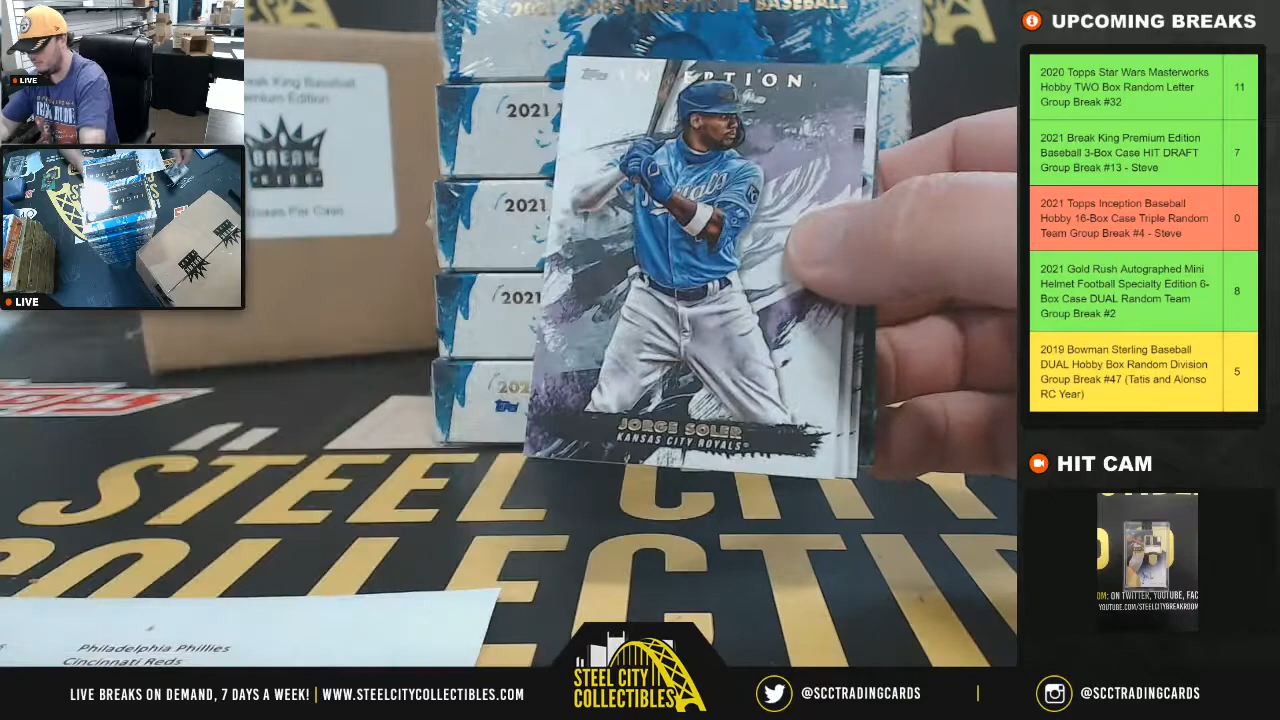 LIVE
Break King Baseball
Premium Edition
BREAK
Boxes Per Case
LIVE
2021 TOPPS INCEPTION BASEBALL
2021
2021
2021
202
Topps
INCEPTION
Royals
JORGE SOLER
KANSAS CITY ROYALS®
STEEL CITY
COLLECTI
Philadelphia Phillies
Cincinnati Reds
UPCOMING BREAKS
2020 Topps Star Wars Masterworks
Hobby TWO Box Random Letter
Group Break #32
11
2021 Break King Premium Edition
Baseball 3-Box Case HIT DRAFT
Group Break #13 - Steve
7
2021 Topps Inception Baseball
Hobby 16-Box Case Triple Random
Team Group Break #4 - Steve
0
2021 Gold Rush Autographed Mini
Helmet Football Specialty Edition 6-
Box Case DUAL Random Team
Group Break #2
8
2019 Bowman Sterling Baseball
DUAL Hobby Box Random Division
Group Break #47 (Tatis and Alonso
RC Year)
5
HIT CAM
OM: ON TWITTER, YOUTUBE, FAC
YOUTUBE.COM/STEELCITYBREAKROOM
LIVE BREAKS ON DEMAND, 7 DAYS A WEEK! | WWW.STEELCITYCOLLECTIBLES.COM
STEEL CITY
COLLECTIBLES
@SCCTRADINGCARDS
@SCCTRADINGCARDS